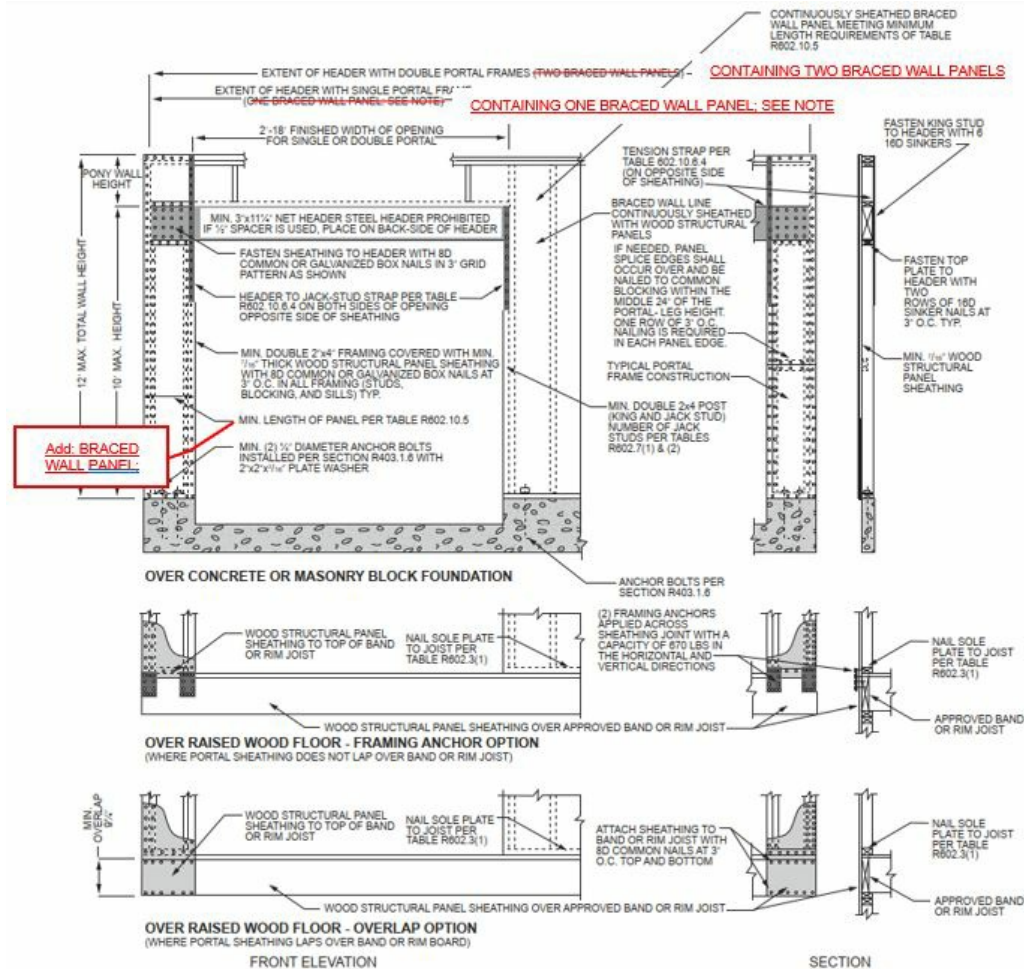 CONTINUOUSLY SHEATHED BRACED
WALL PANEL MEETING MINIMUM
LENGTH REQUIREMENTS OF TABLE
R602.10.5
EXTENT OF HEADER WITH DOUBLE PORTAL FRAMES (TWO BRACED WALL PANELS)
CONTAINING TWO BRACED WALL PANELS
EXTENT OF HEADER WITH SINGLE PORTAL FRA
(ONE BRACED WALL PANEL; SEE NOTE)
CONTAINING ONE BRACED WALL PANEL; SEE NOTE
2'-18' FINISHED WIDTH OF OPENING
FOR SINGLE OR DOUBLE PORTAL
FASTEN KING STUD
TO HEADER WITH 6
16D SINKERS
TENSION STRAP PER
TABLE 602.10.6.4
(ON OPPOSITE SIDE
OF SHEATHING)
PONY WALL
HEIGHT
12' MAX. TOTAL WALL HEIGHT
10' MAX. HEIGHT
MIN. 3"x11¼" NET HEADER STEEL HEADER PROHIBITED
IF ½" SPACER IS USED, PLACE ON BACK-SIDE OF HEADER
BRACED WALL LINE
CONTINUOUSLY SHEATHED
WITH WOOD STRUCTURAL
PANELS
FASTEN SHEATHING TO HEADER WITH 8D
COMMON OR GALVANIZED BOX NAILS IN 3" GRID
PATTERN AS SHOWN
IF NEEDED, PANEL
SPLICE EDGES SHALL
OCCUR OVER AND BE
NAILED TO COMMON
BLOCKING WITHIN THE
MIDDLE 24" OF THE
PORTAL- LEG HEIGHT.
ONE ROW OF 3" O.C.
NAILING IS REQUIRED
IN EACH PANEL EDGE.
HEADER TO JACK-STUD STRAP PER TABLE
R602.10.6.4 ON BOTH SIDES OF OPENING
OPPOSITE SIDE OF SHEATHING
FASTEN TOP
PLATE TO
HEADER WITH
TWO
ROWS OF 16D
SINKER NAILS AT
3" O.C. TYP.
MIN. DOUBLE 2"x4" FRAMING COVERED WITH MIN.
7/16" THICK WOOD STRUCTURAL PANEL SHEATHING
WITH 8D COMMON OR GALVANIZED BOX NAILS AT
3" O.C. IN ALL FRAMING (STUDS,
BLOCKING, AND SILLS) TYP.
TYPICAL PORTAL
FRAME CONSTRUCTION
MIN. 7/16" WOOD
STRUCTURAL
PANEL
SHEATHING
MIN. LENGTH OF PANEL PER TABLE R602.10.5
MIN. DOUBLE 2x4 POST
(KING AND JACK STUD)
NUMBER OF JACK
STUDS PER TABLES
R602.7(1) & (2)
Add: BRACED
WALL PANEL:
MIN. (2) ½" DIAMETER ANCHOR BOLTS
INSTALLED PER SECTION R403.1.6 WITH
2"x2"x3/16" PLATE WASHER
OVER CONCRETE OR MASONRY BLOCK FOUNDATION
ANCHOR BOLTS PER
SECTION R403.1.6
WOOD STRUCTURAL PANEL
SHEATHING TO TOP OF BAND
OR RIM JOIST
NAIL SOLE PLATE
TO JOIST PER
TABLE R602.3(1)
(2) FRAMING ANCHORS
APPLIED ACROSS
SHEATHING JOINT WITH A
CAPACITY OF 670 LBS IN
THE HORIZONTAL AND
VERTICAL DIRECTIONS
NAIL SOLE
PLATE TO JOIST
PER TABLE
R602.3(1)
WOOD STRUCTURAL PANEL SHEATHING OVER APPROVED BAND OR RIM JOIST
APPROVED BAND
OR RIM JOIST
OVER RAISED WOOD FLOOR - FRAMING ANCHOR OPTION
(WHERE PORTAL SHEATHING DOES NOT LAP OVER BAND OR RIM JOIST)
MIN.
OVERLAP
9¼"
WOOD STRUCTURAL PANEL
SHEATHING TO TOP OF BAND
OR RIM JOIST
NAIL SOLE PLATE
TO JOIST PER
TABLE R602.3(1)
ATTACH SHEATHING TO
BAND OR RIM JOIST WITH
8D COMMON NAILS AT 3"
O.C. TOP AND BOTTOM
NAIL SOLE
PLATE TO JOIST
PER TABLE
R602.3(1)
WOOD STRUCTURAL PANEL SHEATHING OVER APPROVED BAND OR RIM JOIST
APPROVED BAND
OR RIM JOIST
OVER RAISED WOOD FLOOR - OVERLAP OPTION
(WHERE PORTAL SHEATHING LAPS OVER BAND OR RIM BOARD)
FRONT ELEVATION
SECTION